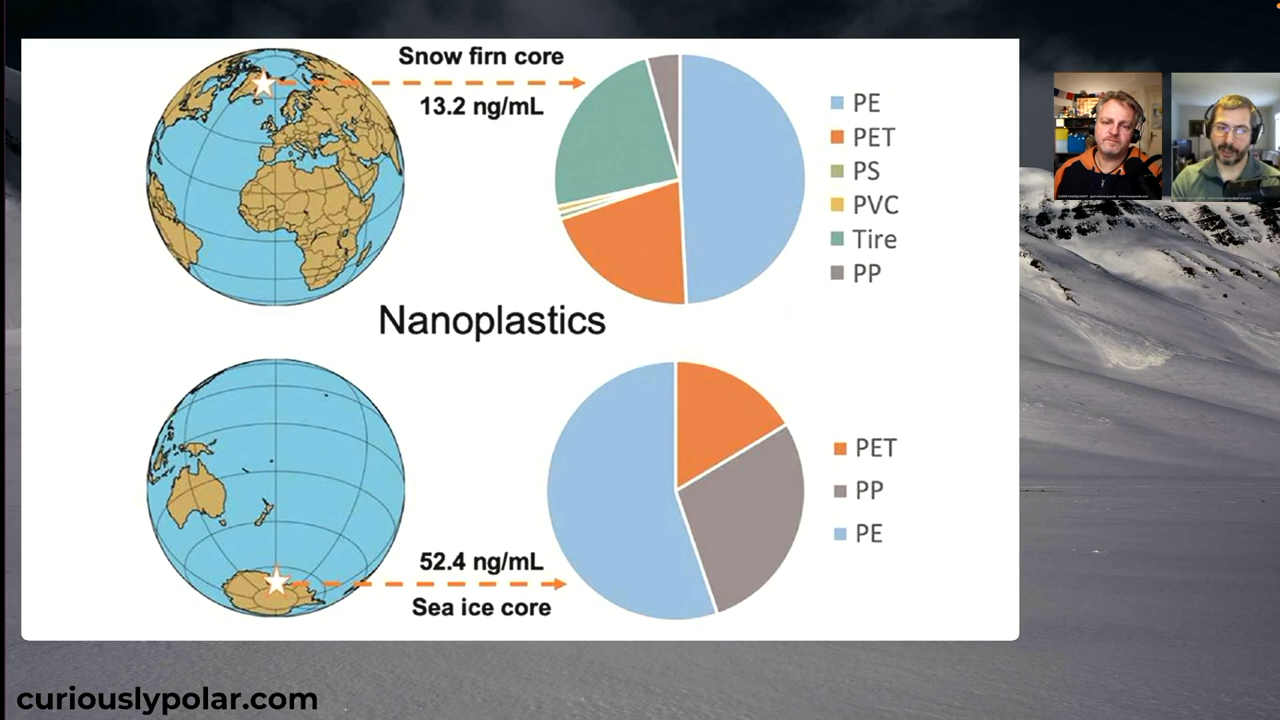 Snow firn core
13.2 ng/mL
PE
PET
PS
PVC
Tire
PP
Nanoplastics
PET
PP
PE
52.4 ng/mL
Sea ice core
curiouslypolar.com